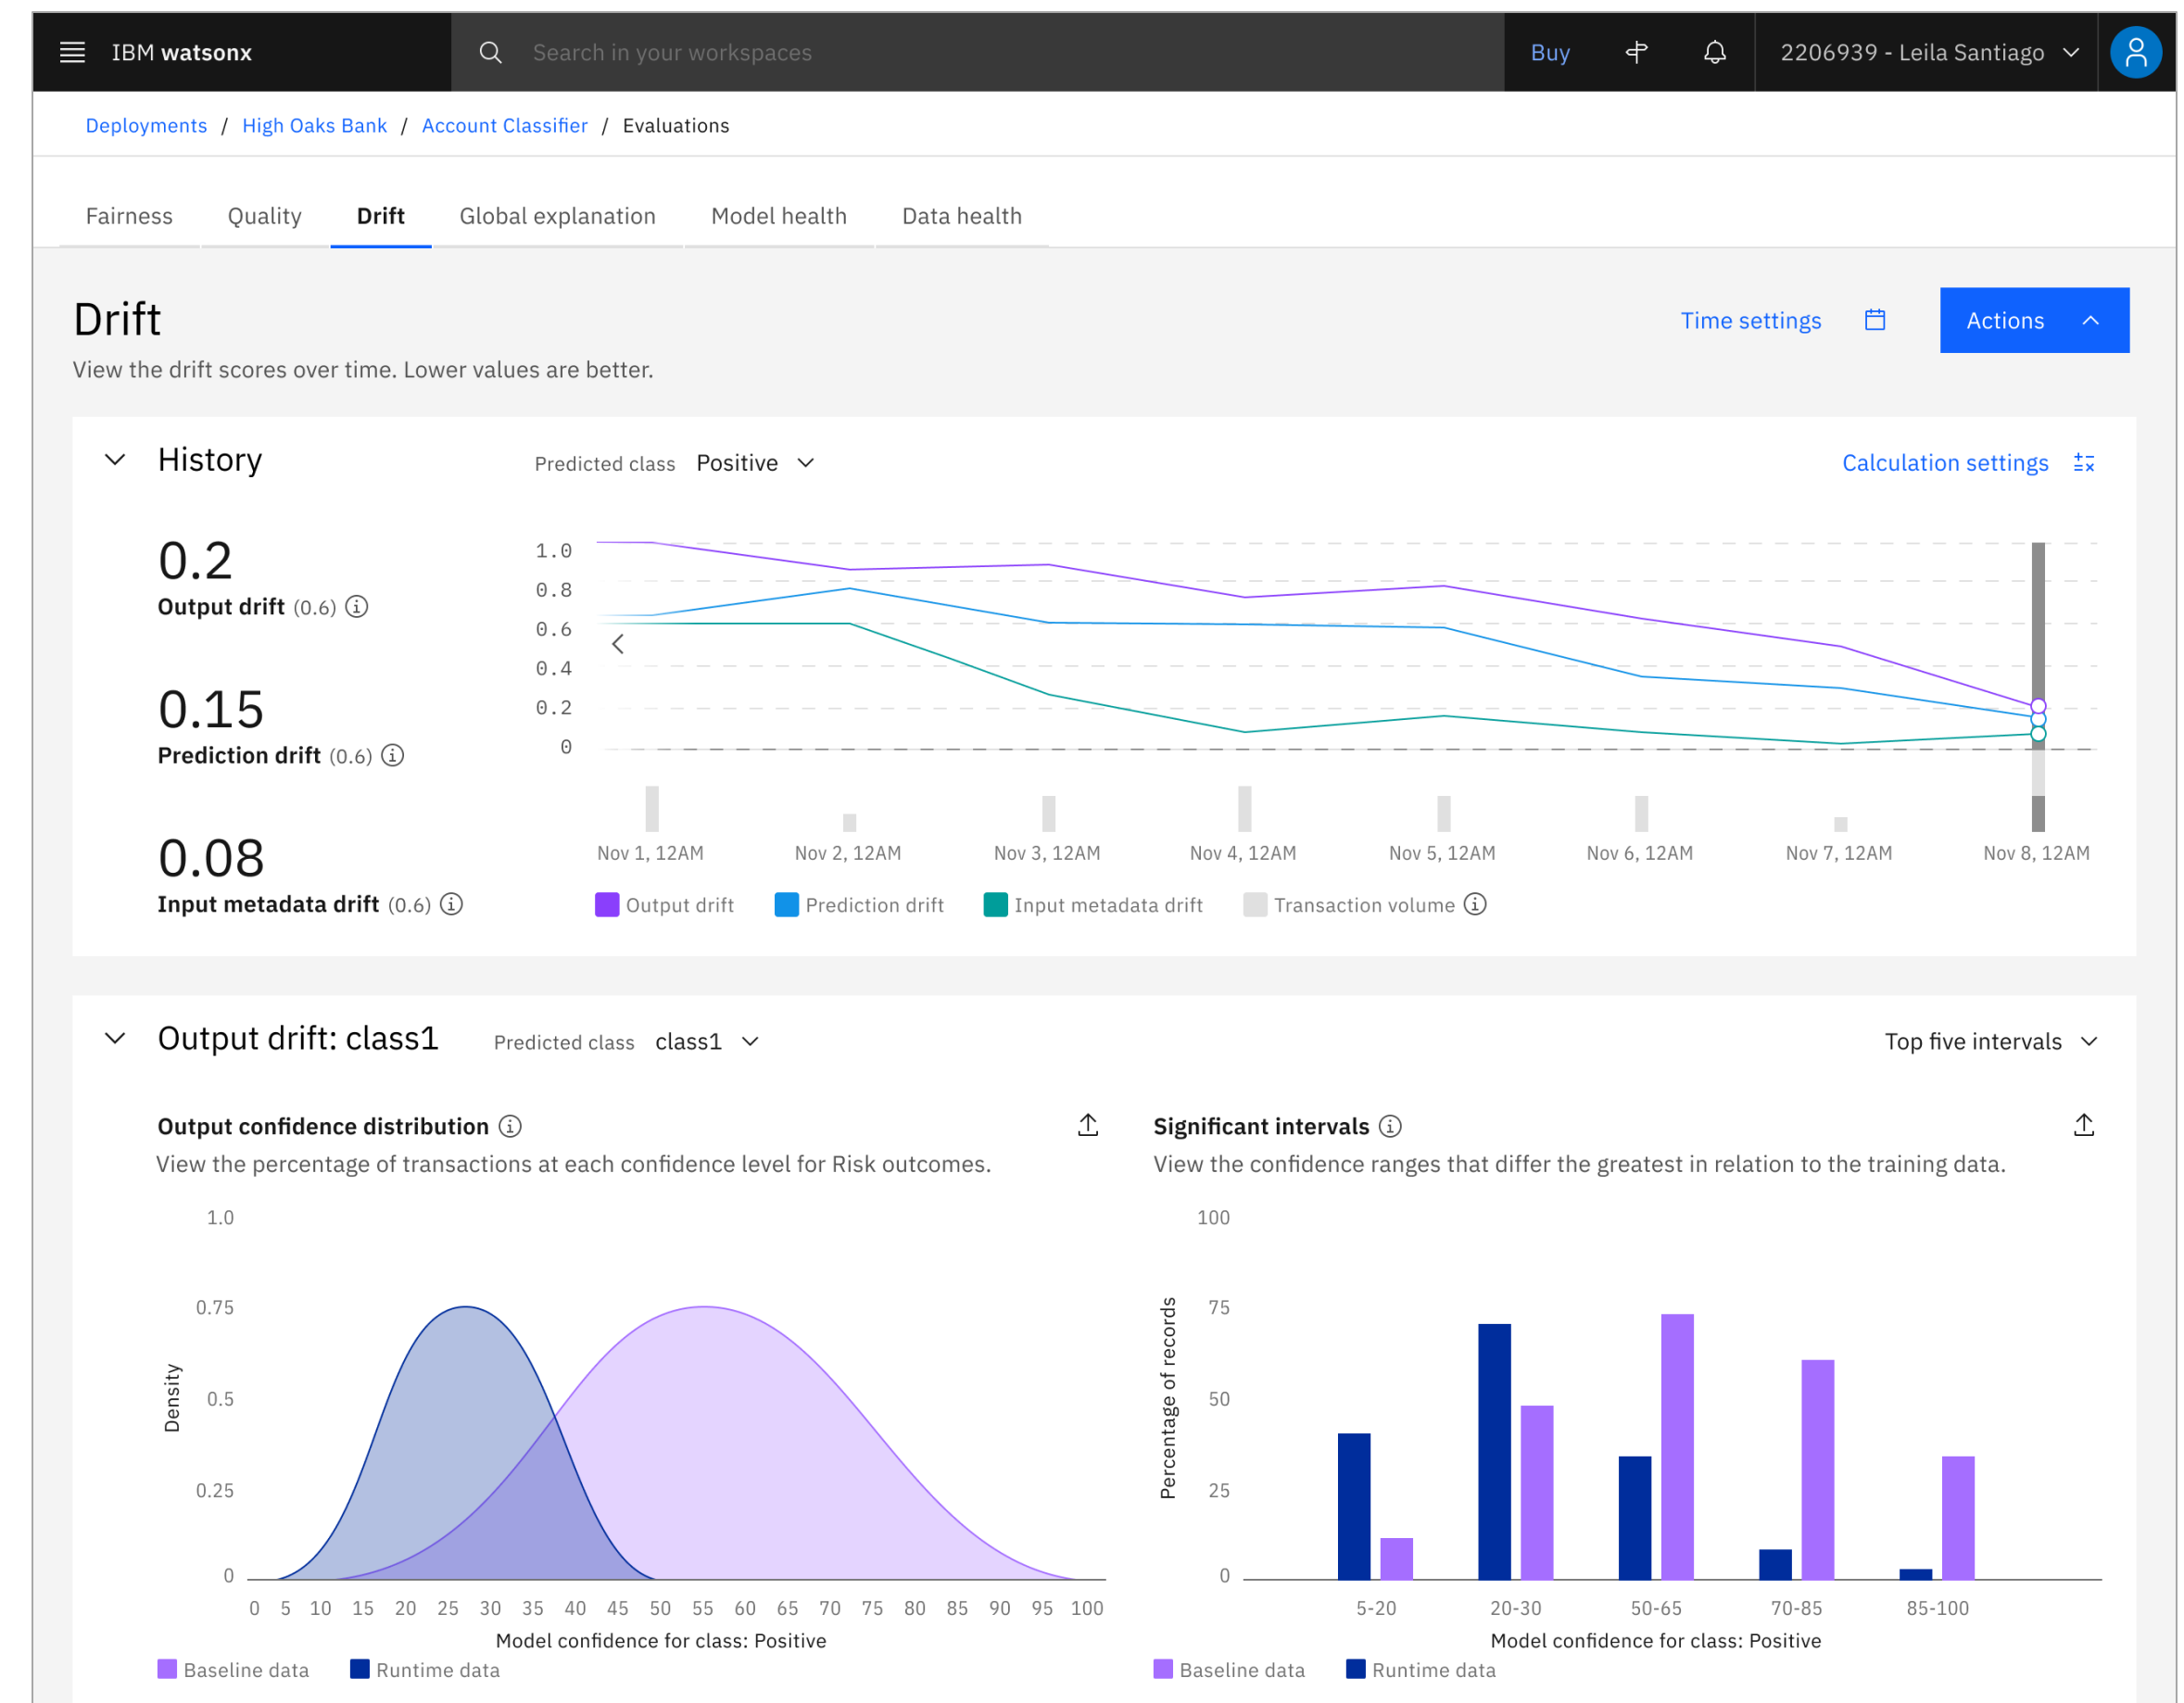 IBM watsonx
Search in your workspaces
Buy
2206939 - Leila Santiago
Deployments / High Oaks Bank / Account Classifier / Evaluations
Fairness Quality Drift Global explanation Model health Data health
Drift
Time settings
Actions
View the drift scores over time. Lower values are better.
History
Predicted class Positive
Calculation settings
0.2
Output drift (0.6)
0.15
Prediction drift (0.6)
0.08
Input metadata drift (0.6)
1.0
0.8
0.6
0.4
0.2
0
Nov 1, 12AM Nov 2, 12AM Nov 3, 12AM Nov 4, 12AM Nov 5, 12AM Nov 6, 12AM Nov 7, 12AM Nov 8, 12AM
Output drift Prediction drift Input metadata drift Transaction volume
Output drift: class1
Predicted class class1
Top five intervals
Output confidence distribution
View the percentage of transactions at each confidence level for Risk outcomes.
1.0
0.75
0.5
0.25
0
Density
0 5 10 15 20 25 30 35 40 45 50 55 60 65 70 75 80 85 90 95 100
Model confidence for class: Positive
Baseline data Runtime data
Significant intervals
View the confidence ranges that differ the greatest in relation to the training data.
100
75
50
25
0
Percentage of records
5-20 20-30 50-65 70-85 85-100
Model confidence for class: Positive
Baseline data Runtime data